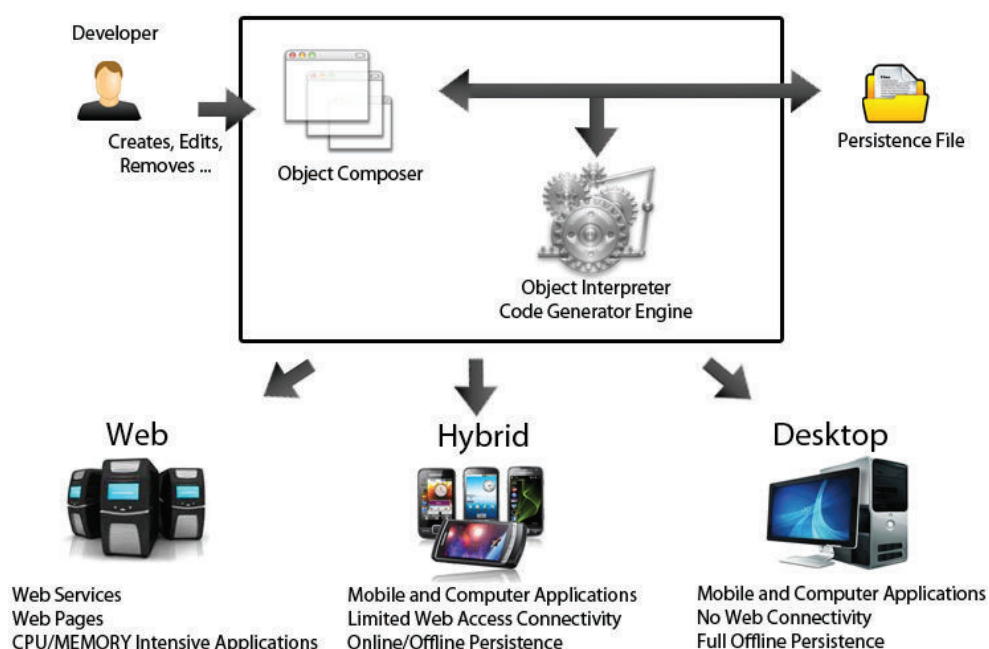 Developer
Creates, Edits,
Removes ...
Object Composer
Persistence File
Object Interpreter
Code Generator Engine
Web
Web Services
Web Pages
CPU/MEMORY Intensive Applications
Hybrid
Mobile and Computer Applications
Limited Web Access Connectivity
Online/Offline Persistence
Desktop
Mobile and Computer Applications
No Web Connectivity
Full Offline Persistence